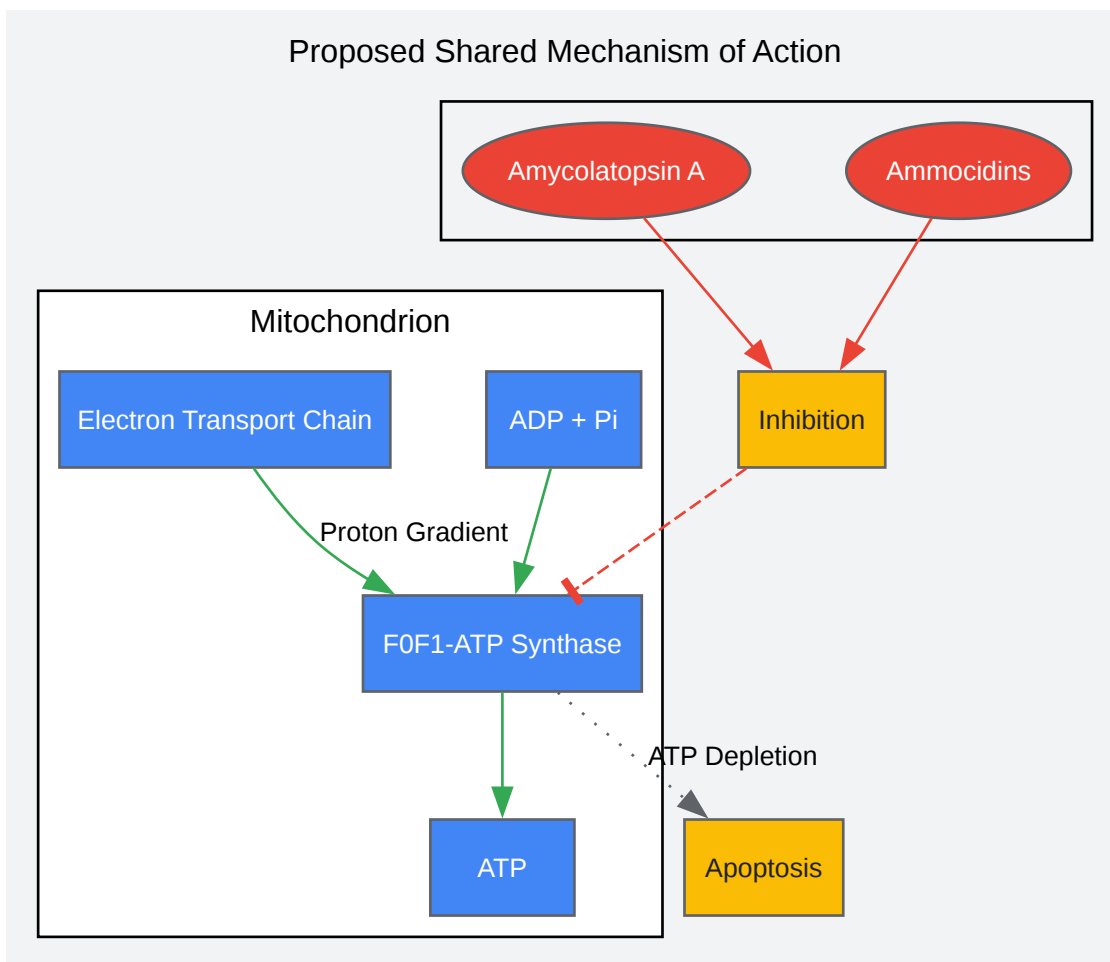 Proposed Shared Mechanism of Action
Amycolatopsin A
Ammocidins
Mitochondrion
Electron Transport Chain
ADP + Pi
Inhibition
Proton Gradient
F0F1-ATP Synthase
ATP Depletion
ATP
Apoptosis